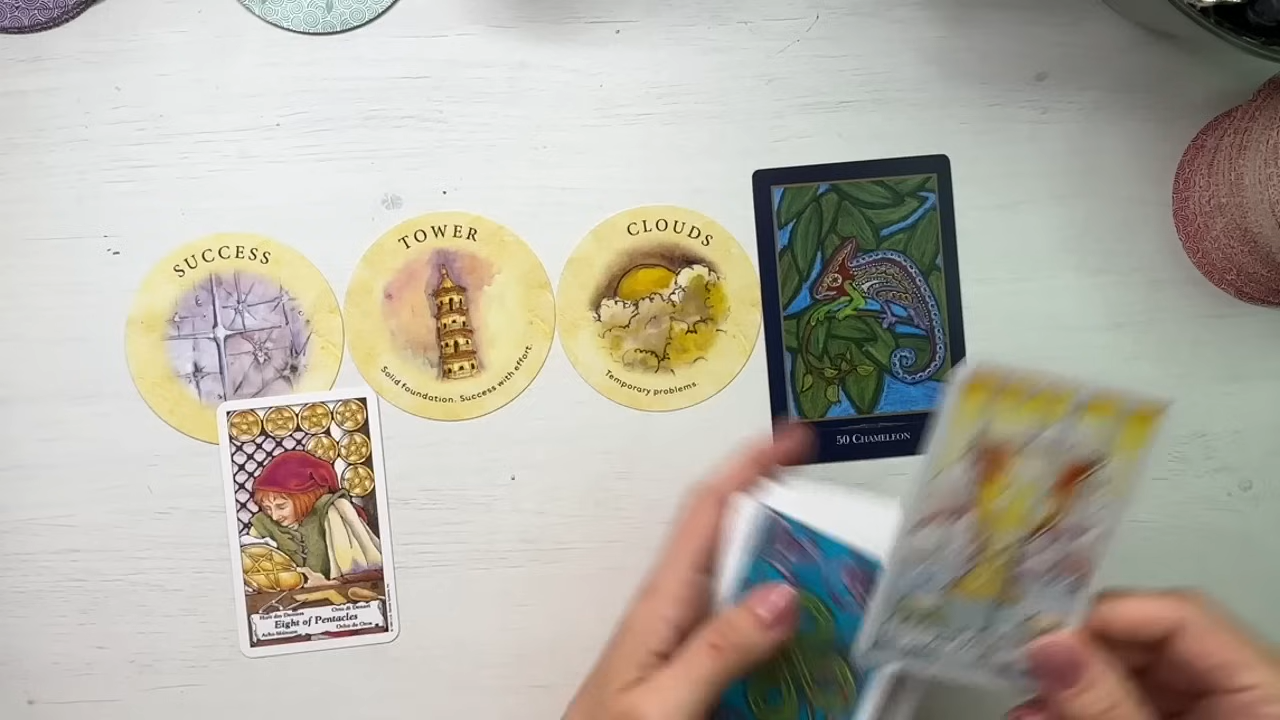 SUCCESS
TOWER
Solid foundation. Success with effort.
CLOUDS
Temporary problems.
50 CHAMELEON
Eight of Pentacles